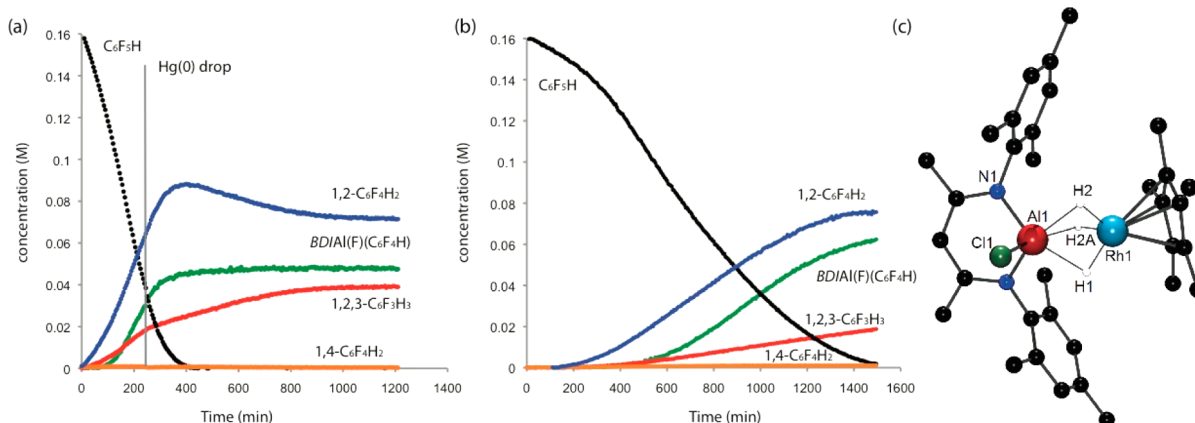 (a)
C₆F₅H
Hg(0) drop
concentration (M)
0.16
0.14
0.12
0.1
0.08
0.06
0.04
0.02
0
1,2-C₆F₄H₂
BDIAl(F)(C₆F₄H)
1,2,3-C₆F₃H₃
1,4-C₆F₄H₂
0 200 400 600 800 1000 1200 1400
Time (min)
(b)
C₆F₅H
concentration (M)
0.16
0.14
0.12
0.1
0.08
0.06
0.04
0.02
0
1,2-C₆F₄H₂
BDIAl(F)(C₆F₄H)
1,2,3-C₆F₃H₃
1,4-C₆F₄H₂
0 200 400 600 800 1000 1200 1400 1600
Time (min)
(c)
N1
H2
Al1
H2A
Cl1
Rh1
H1